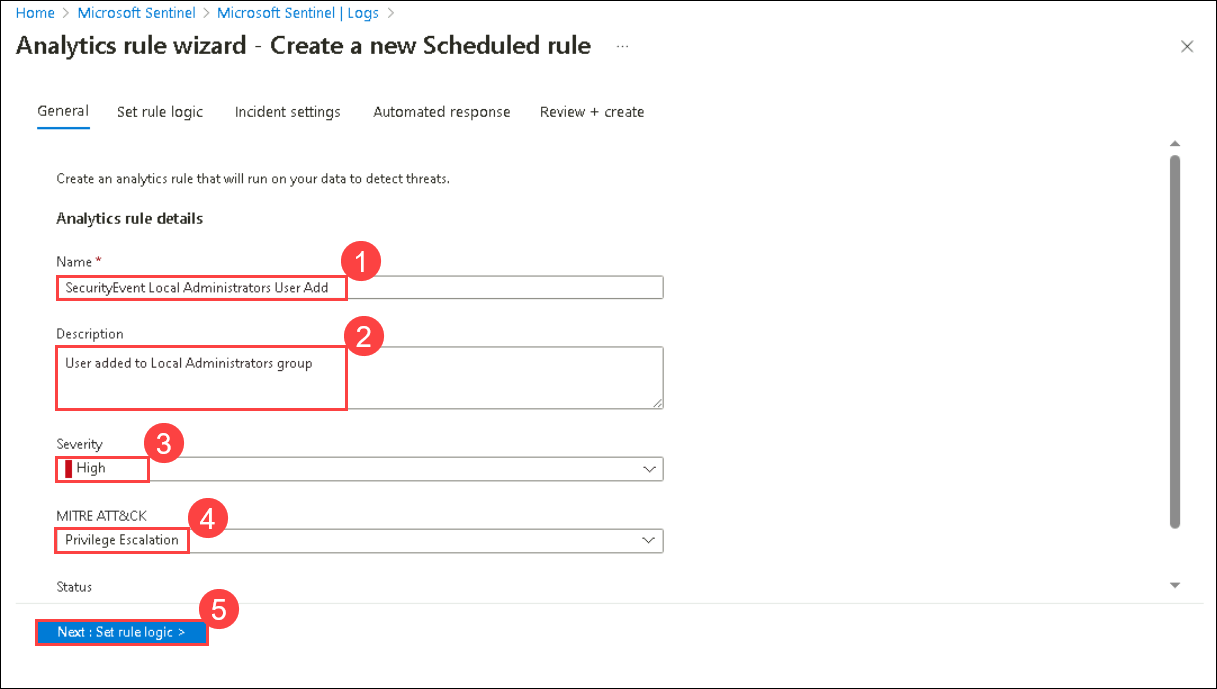 Home > Microsoft Sentinel > Microsoft Sentinel | Logs >
Analytics rule wizard - Create a new Scheduled rule ...
General Set rule logic Incident settings Automated response Review + create
Create an analytics rule that will run on your data to detect threats.
Analytics rule details
Name *
1
SecurityEvent Local Administrators User Add
Description
2
User added to Local Administrators group
Severity
3
High
MITRE ATT&CK
4
Privilege Escalation
Status
5
Next : Set rule logic >